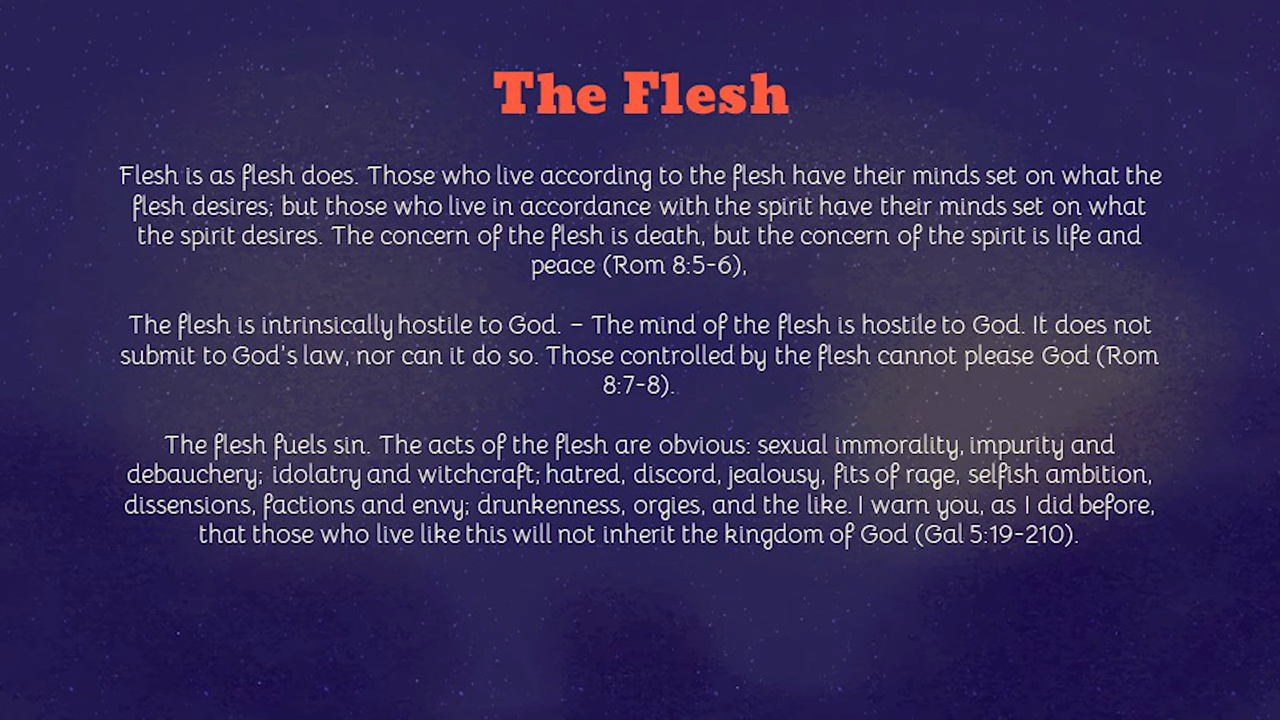 The Flesh
Flesh is as flesh does. Those who live according to the flesh have their minds set on what the
flesh desires; but those who live in accordance with the spirit have their minds set on what
the spirit desires. The concern of the flesh is death, but the concern of the spirit is life and
peace (Rom 8:5-6),
The flesh is intrinsically hostile to God. – The mind of the flesh is hostile to God. It does not
submit to God's law, nor can it do so. Those controlled by the flesh cannot please God (Rom
8:7-8).
The flesh fuels sin. The acts of the flesh are obvious: sexual immorality, impurity and
debauchery; idolatry and witchcraft; hatred, discord, jealousy, fits of rage, selfish ambition,
dissensions, factions and envy; drunkenness, orgies, and the like. I warn you, as I did before,
that those who live like this will not inherit the kingdom of God (Gal 5:19-210).